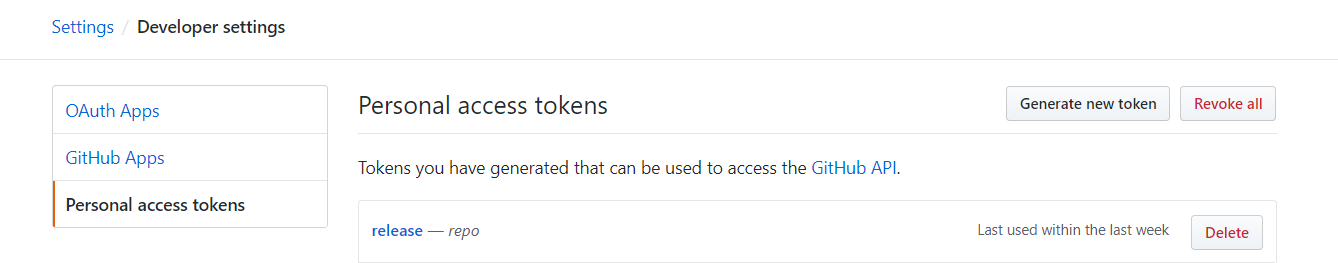 Settings / Developer settings
OAuth Apps
GitHub Apps
Personal access tokens
Personal access tokens
Generate new token
Revoke all
Tokens you have generated that can be used to access the GitHub API.
release — repo
Last used within the last week
Delete